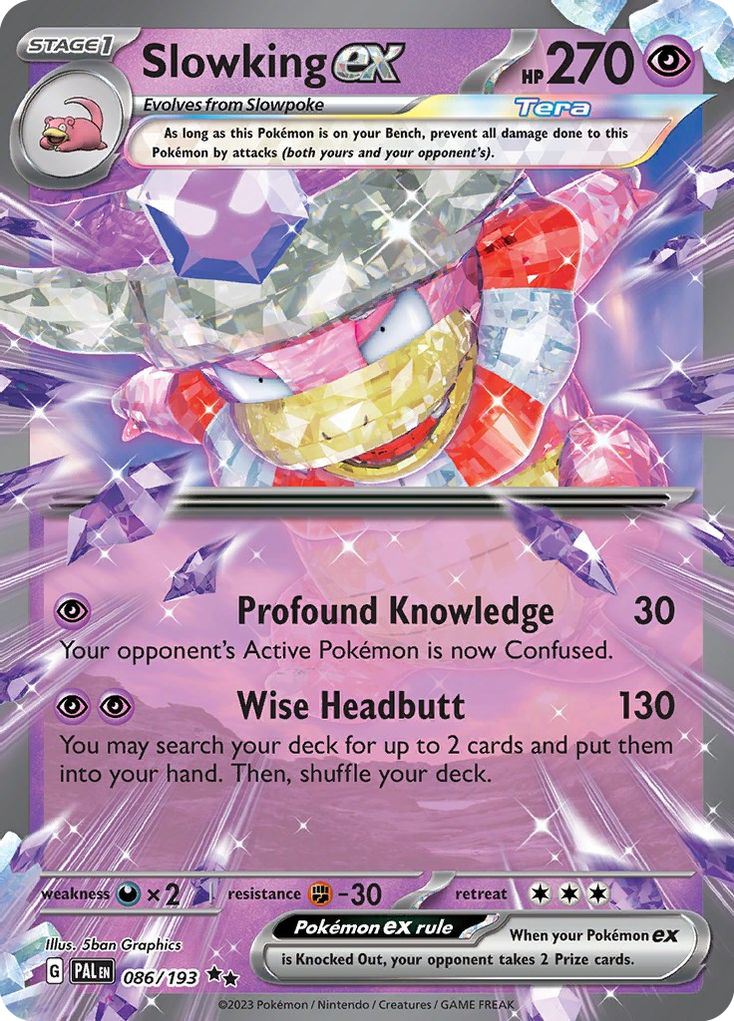 STAGE 1
Slowking ex
HP 270
Evolves from Slowpoke
Tera
As long as this Pokémon is on your Bench, prevent all damage done to this
Pokémon by attacks (both yours and your opponent's).
Profound Knowledge 30
Your opponent's Active Pokémon is now Confused.
Wise Headbutt 130
You may search your deck for up to 2 cards and put them
into your hand. Then, shuffle your deck.
weakness ×2 resistance -30 retreat
Illus. 5ban Graphics
Pokémon ex rule
When your Pokémon ex
is Knocked Out, your opponent takes 2 Prize cards.
G PAL EN 086/193
©2023 Pokémon / Nintendo / Creatures / GAME FREAK